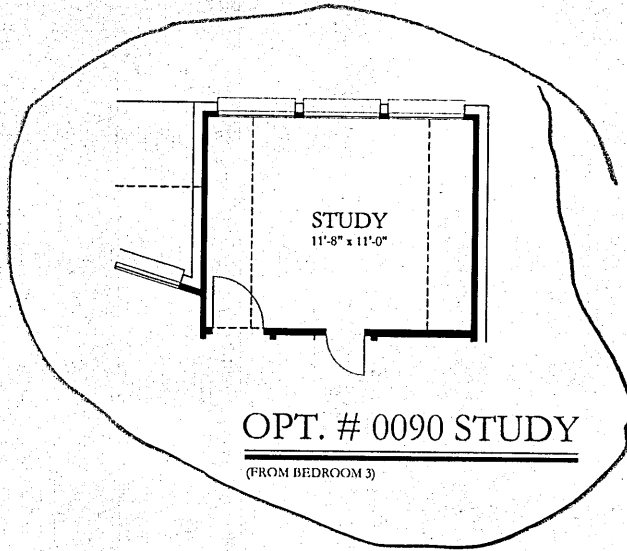 STUDY
11'-8" x 11'-0"
OPT. # 0090 STUDY
(FROM BEDROOM 3)